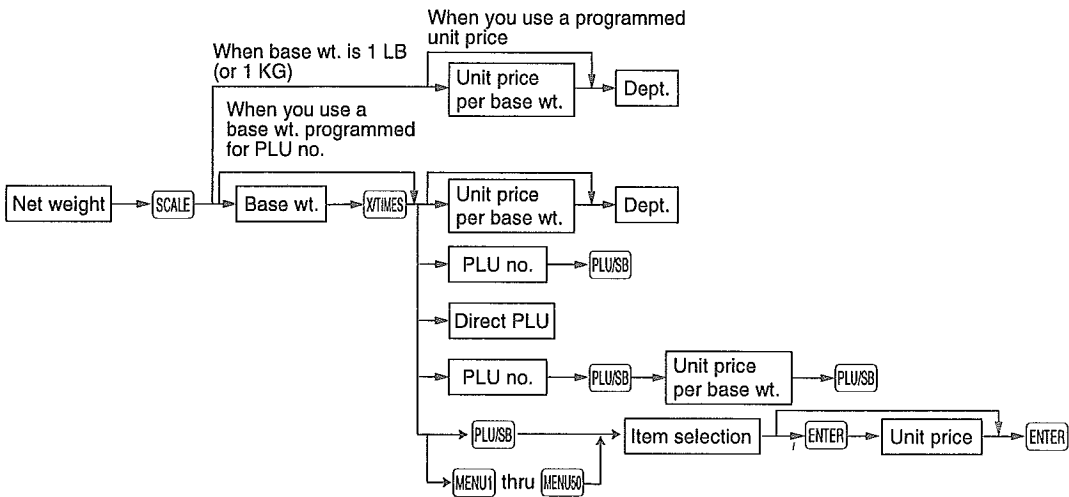 When you use a programmed
unit price
When base wt. is 1 LB
(or 1 KG)
Unit price
per base wt.
Dept.
When you use a
base wt. programmed
for PLU no.
Net weight
SCALE
Base wt.
X/TIMES
Unit price
per base wt.
Dept.
PLU no.
PLU/SB
Direct PLU
PLU no.
PLU/SB
Unit price
per base wt.
PLU/SB
PLU/SB
Item selection
ENTER
Unit price
ENTER
MENU1 thru MENU50